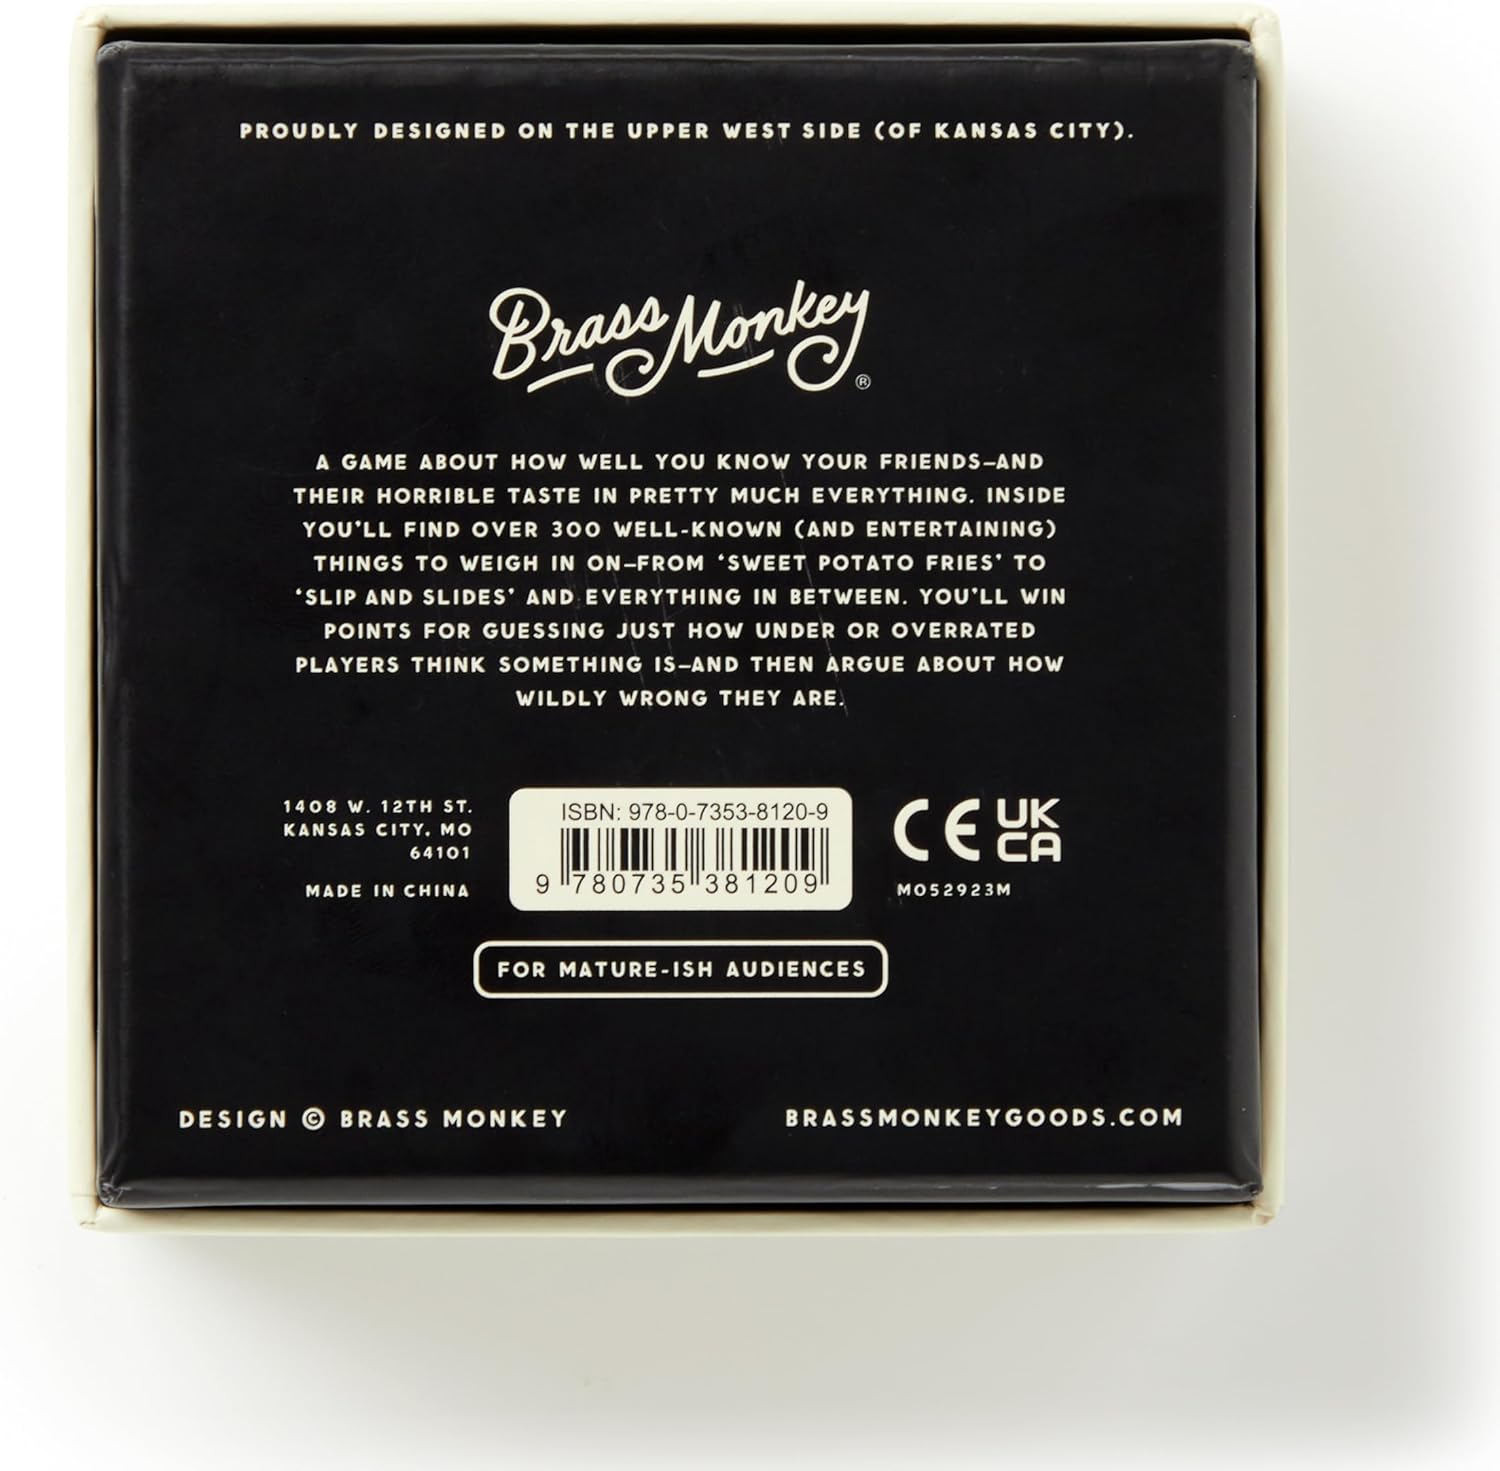 PROUDLY DESIGNED ON THE UPPER WEST SIDE (OF KANSAS CITY).
Brass Monkey®
A GAME ABOUT HOW WELL YOU KNOW YOUR FRIENDS—AND
THEIR HORRIBLE TASTE IN PRETTY MUCH EVERYTHING. INSIDE
YOU'LL FIND OVER 300 WELL-KNOWN (AND ENTERTAINING)
THINGS TO WEIGH IN ON—FROM ‘SWEET POTATO FRIES’ TO
‘SLIP AND SLIDES’ AND EVERYTHING IN BETWEEN. YOU'LL WIN
POINTS FOR GUESSING JUST HOW UNDER OR OVERRATED
PLAYERS THINK SOMETHING IS—AND THEN ARGUE ABOUT HOW
WILDLY WRONG THEY ARE.
1408 W. 12TH ST.
KANSAS CITY, MO
64101
MADE IN CHINA
ISBN: 978-0-7353-8120-9
9 780735 381209
CE UK
CA
M052923M
FOR MATURE-ISH AUDIENCES
DESIGN © BRASS MONKEY
BRASSMONKEYGOODS.COM